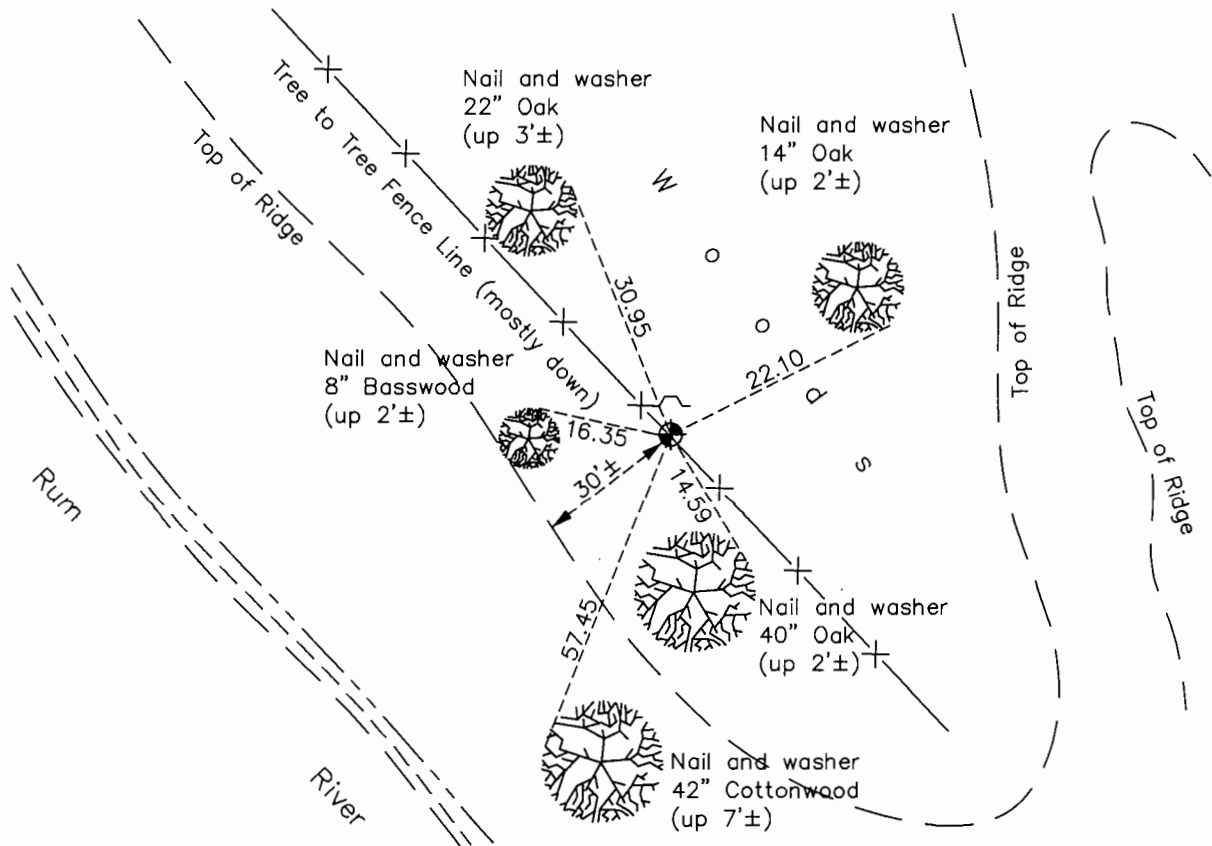 Nail and washer
22” Oak
(up 3'±)
Nail and washer
14” Oak
(up 2'±)
Tree to Tree Fence Line (mostly down)
Top of Ridge
Woods
Top of Ridge
Top of Ridge
30.95
22.10
Nail and washer
8” Basswood
(up 2'±)
16.35
30'±
14.59
57.45
Nail and washer
40” Oak
(up 2'±)
Nail and washer
42” Cottonwood
(up 7'±)
Rum
River